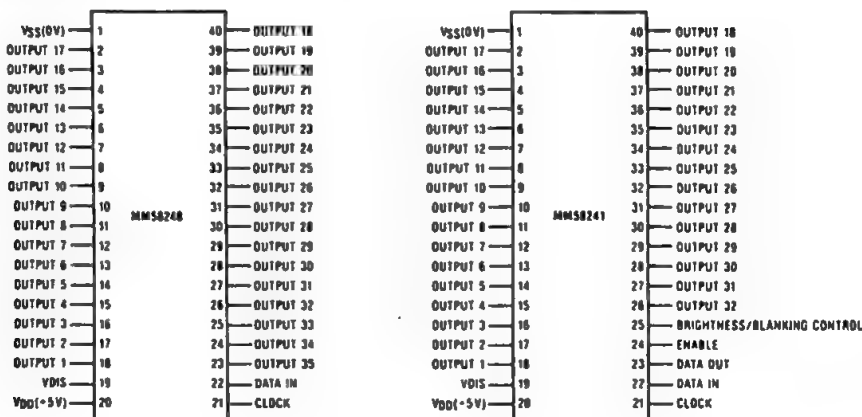 VSS(0V) 1 40 OUTPUT 18
OUTPUT 17 2 39 OUTPUT 19
OUTPUT 16 3 38 OUTPUT 20
OUTPUT 15 4 37 OUTPUT 21
OUTPUT 14 5 36 OUTPUT 22
OUTPUT 13 6 35 OUTPUT 23
OUTPUT 12 7 34 OUTPUT 24
OUTPUT 11 8 33 OUTPUT 25
OUTPUT 10 9 32 OUTPUT 26
OUTPUT 9 10 31 OUTPUT 27
MM58248
OUTPUT 8 11 30 OUTPUT 28
OUTPUT 7 12 29 OUTPUT 29
OUTPUT 6 13 28 OUTPUT 30
OUTPUT 5 14 27 OUTPUT 31
OUTPUT 4 15 26 OUTPUT 32
OUTPUT 3 16 25 OUTPUT 33
OUTPUT 2 17 24 OUTPUT 34
OUTPUT 1 18 23 OUTPUT 35
VDIS 19 22 DATA IN
VDD(+5V) 20 21 CLOCK
VSS(0V) 1 40 OUTPUT 18
OUTPUT 17 2 39 OUTPUT 19
OUTPUT 16 3 38 OUTPUT 20
OUTPUT 15 4 37 OUTPUT 21
OUTPUT 14 5 36 OUTPUT 22
OUTPUT 13 6 35 OUTPUT 23
OUTPUT 12 7 34 OUTPUT 24
OUTPUT 11 8 33 OUTPUT 25
OUTPUT 10 9 32 OUTPUT 26
OUTPUT 9 10 31 OUTPUT 27
MM58241
OUTPUT 8 11 30 OUTPUT 28
OUTPUT 7 12 29 OUTPUT 29
OUTPUT 6 13 28 OUTPUT 30
OUTPUT 5 14 27 OUTPUT 31
OUTPUT 4 15 26 OUTPUT 32
OUTPUT 3 16 25 BRIGHTNESS/BLANKING CONTROL
OUTPUT 2 17 24 ENABLE
OUTPUT 1 18 23 DATA OUT
VDIS 19 22 DATA IN
VDD(+5V) 20 21 CLOCK